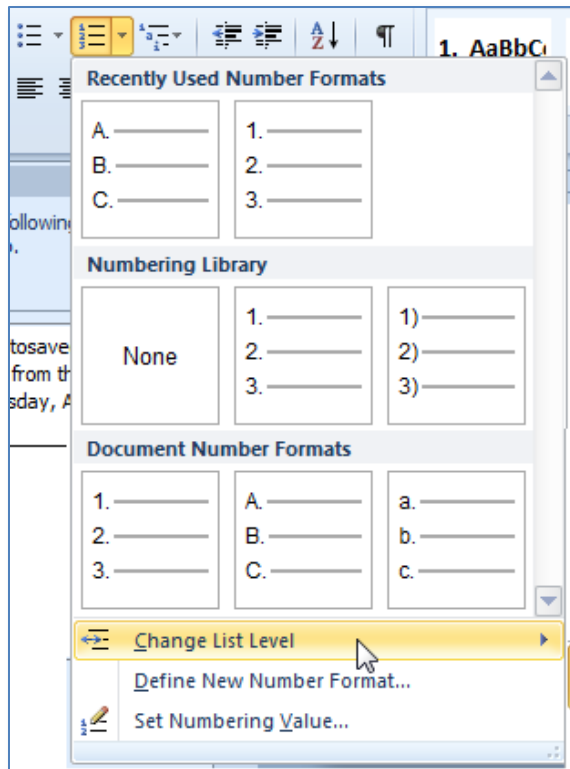 1. AaBbC
Recently Used Number Formats
A. 1.
B. 2.
C. 3.
ollowing
Numbering Library
None
1. 1)
2. 2)
3. 3)
tosave
from th
sday, A
Document Number Formats
1. A. a.
2. B. b.
3. C. c.
Change List Level
Define New Number Format...
Set Numbering Value...